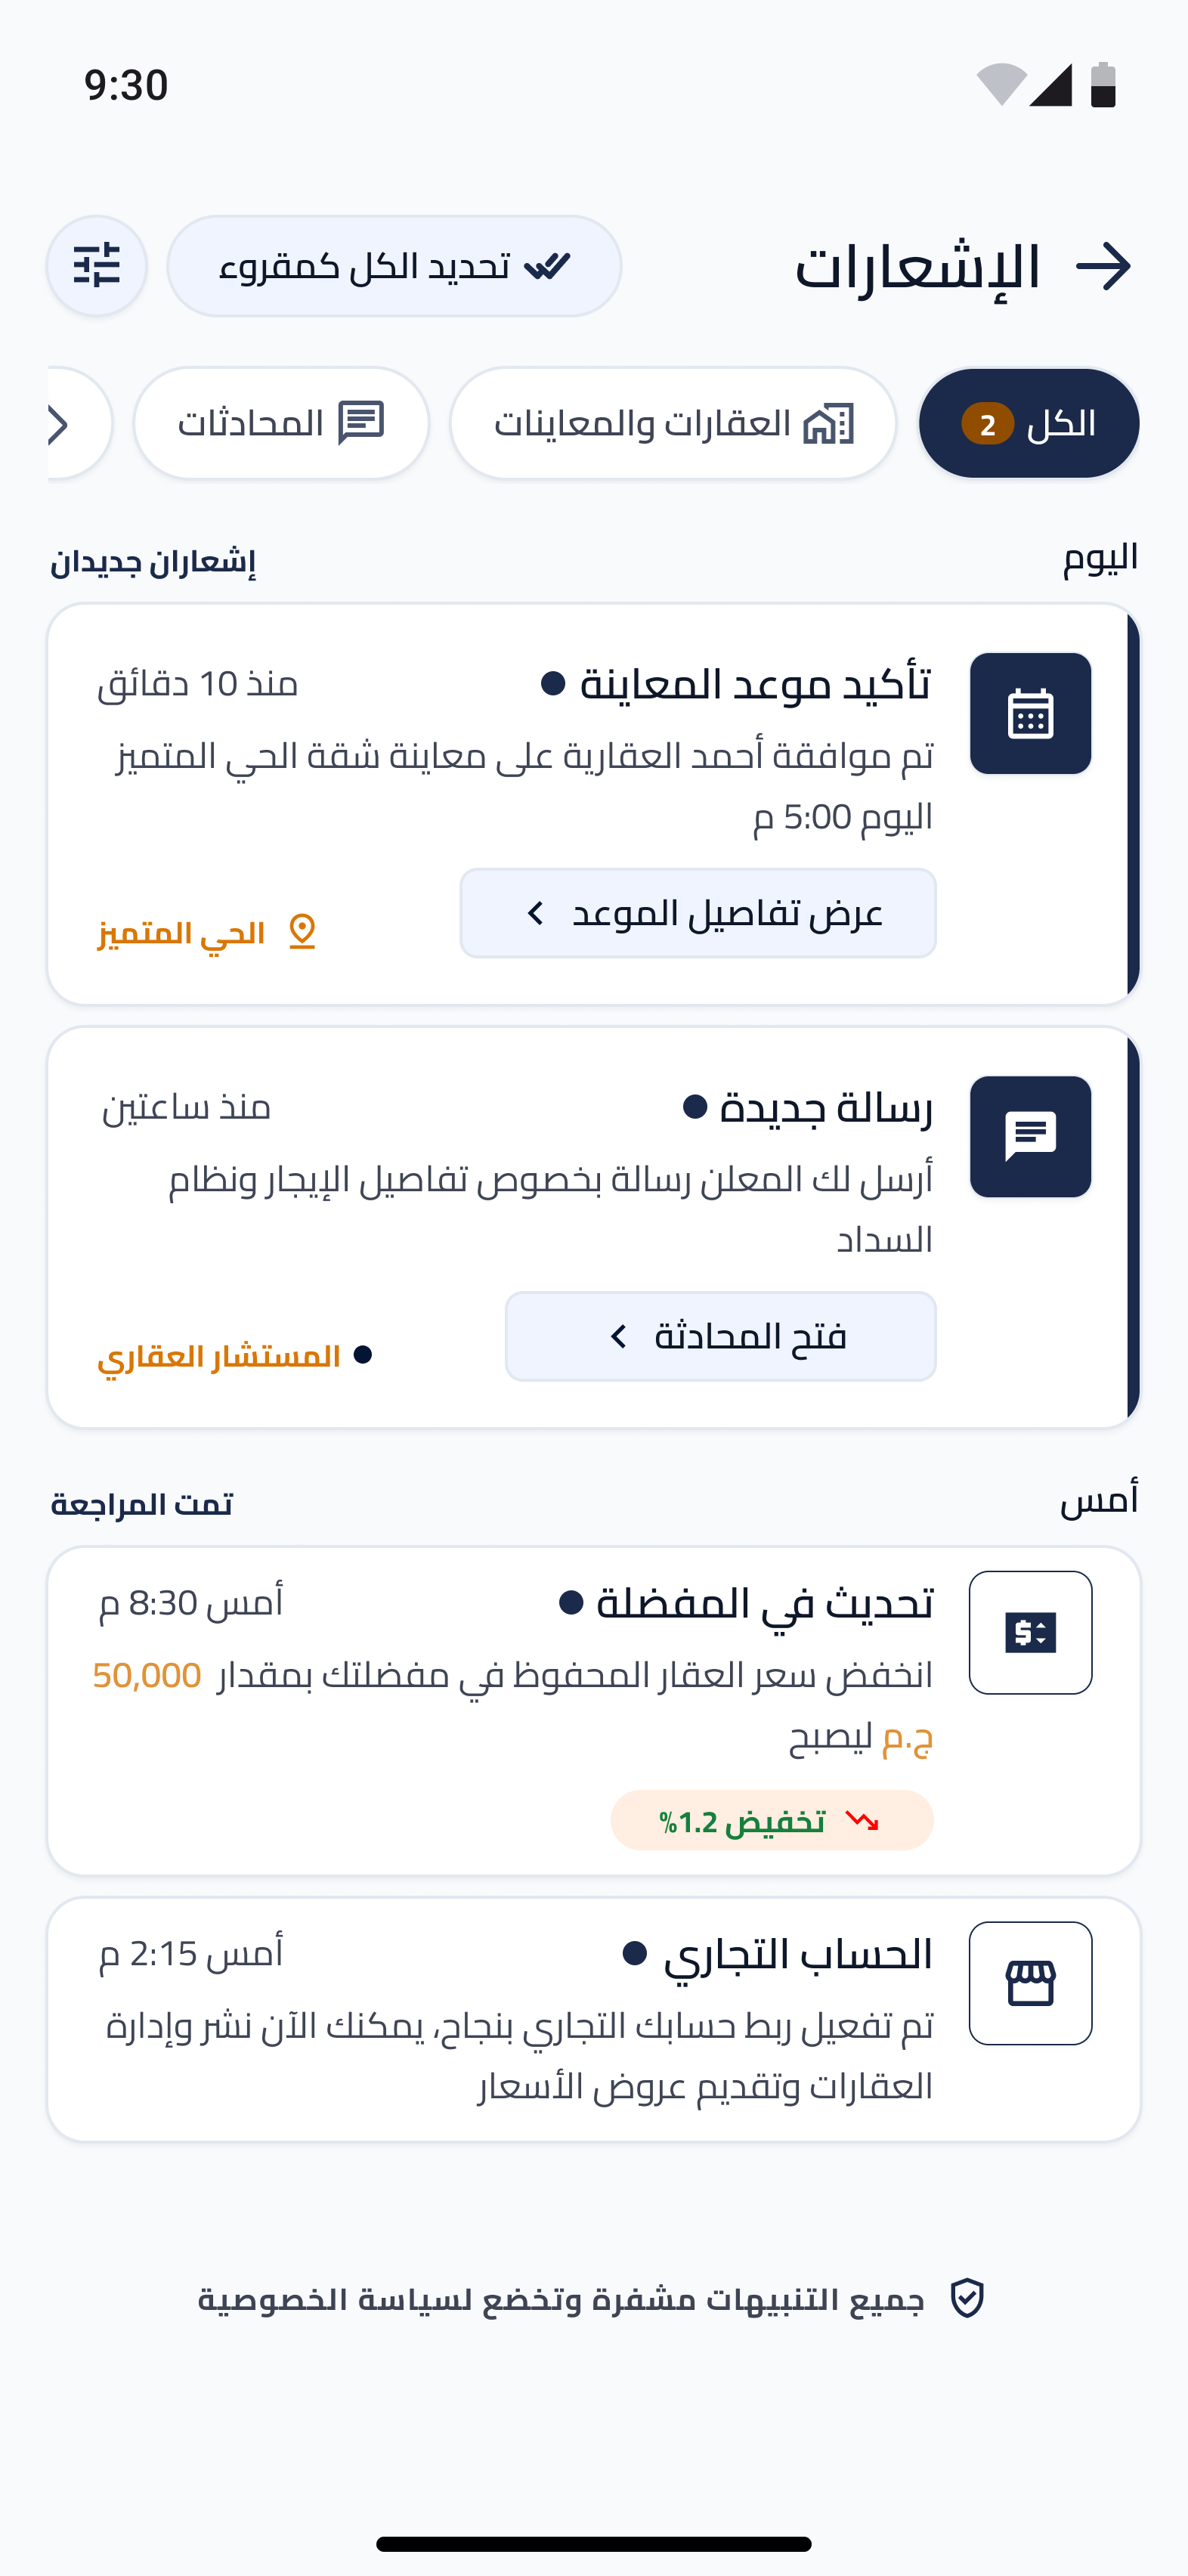 9:30
الإشعارات
تحديد الكل كمقروء
الكل 2
العقارات والمعاينات
المحادثات
اليوم
إشعاران جديدان
تأكيد موعد المعاينة
منذ 10 دقائق
تم موافقة أحمد العقارية على معاينة شقة الحي المتميز
اليوم 5:00 م
عرض تفاصيل الموعد
الحي المتميز
رسالة جديدة
منذ ساعتين
أرسل لك المعلن رسالة بخصوص تفاصيل الإيجار ونظام
السداد
فتح المحادثة
المستشار العقاري
أمس
تمت المراجعة
تحديث في المفضلة
أمس 8:30 م
انخفض سعر العقار المحفوظ في مفضلتك بمقدار 50,000
ج.م ليصبح
تخفيض 1.2%
الحساب التجاري
أمس 2:15 م
تم تفعيل ربط حسابك التجاري بنجاح، يمكنك الآن نشر وإدارة
العقارات وتقديم عروض الأسعار
جميع التنبيهات مشفرة وتخضع لسياسة الخصوصية